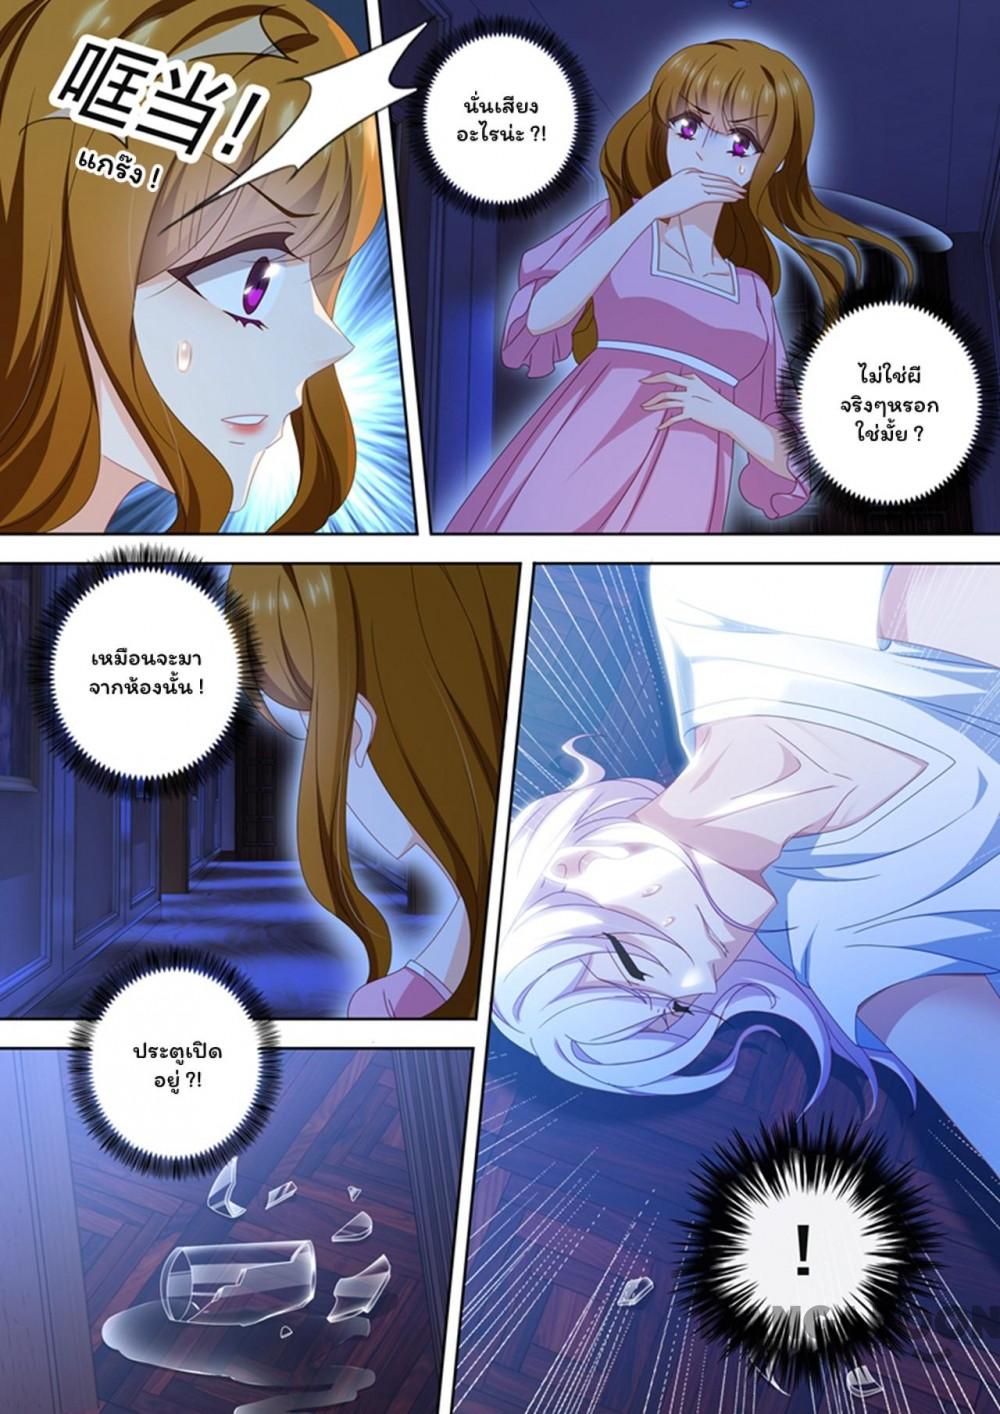 哐当!
แกร๊ง !
นั่นเสียง
อะไรน่ะ ?!
ไม่ใช่ผี
จริงๆหรอก
ใช่มั้ย ?
เหมือนจะมา
จากห้องนั้น !
ประตูเปิด
อยู่ ?!
!